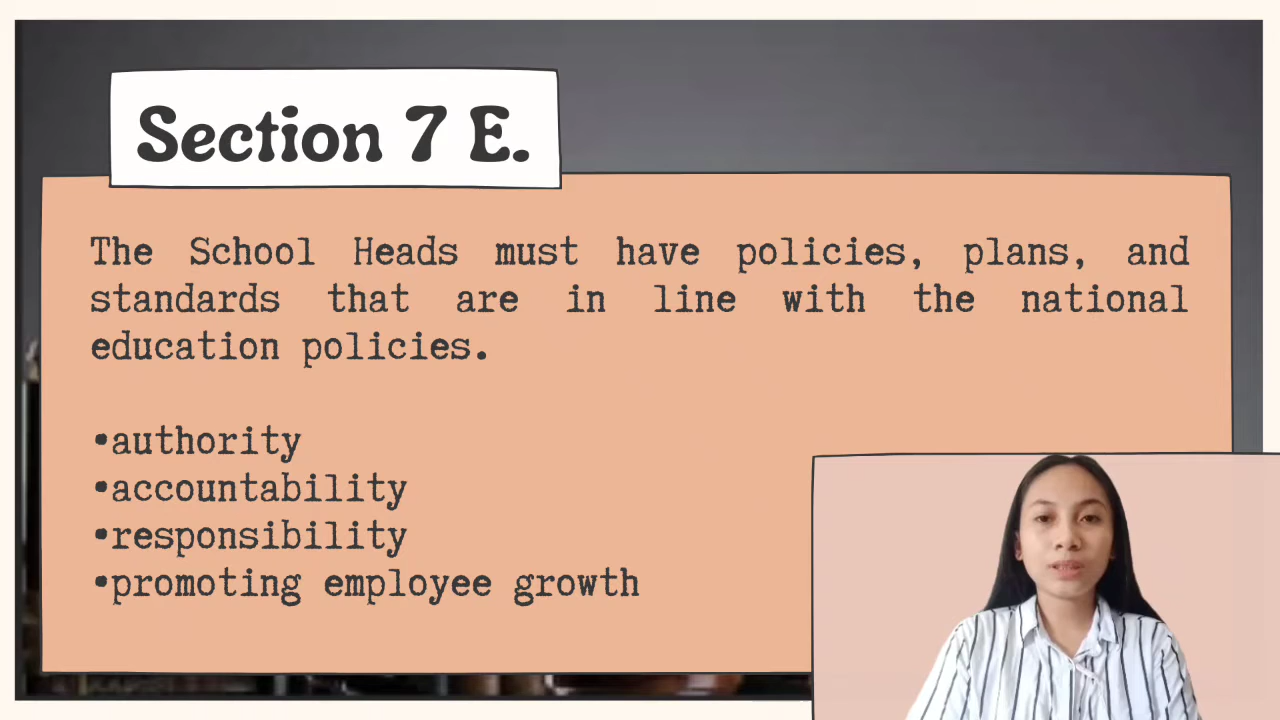 Section 7 E.
The School Heads must have policies, plans, and
standards that are in line with the national
education policies.
•authority
•accountability
•responsibility
•promoting employee growth